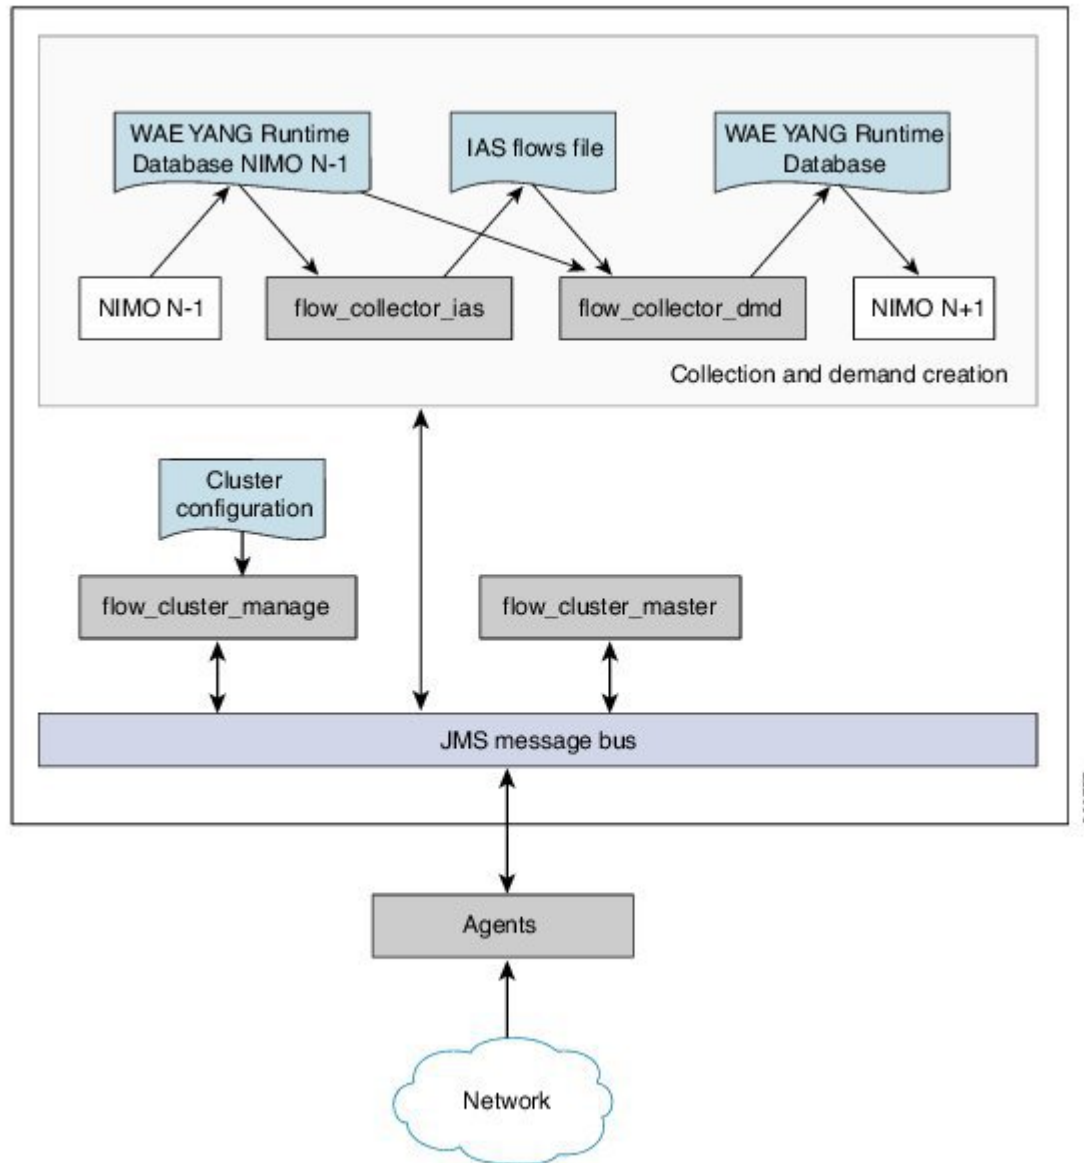 WAE YANG Runtime
Database NIMO N-1
IAS flows file
WAE YANG Runtime
Database
NIMO N-1
flow_collector_ias
flow_collector_dmd
NIMO N+1
Collection and demand creation
Cluster
configuration
flow_cluster_manage
flow_cluster_master
JMS message bus
Agents
Network